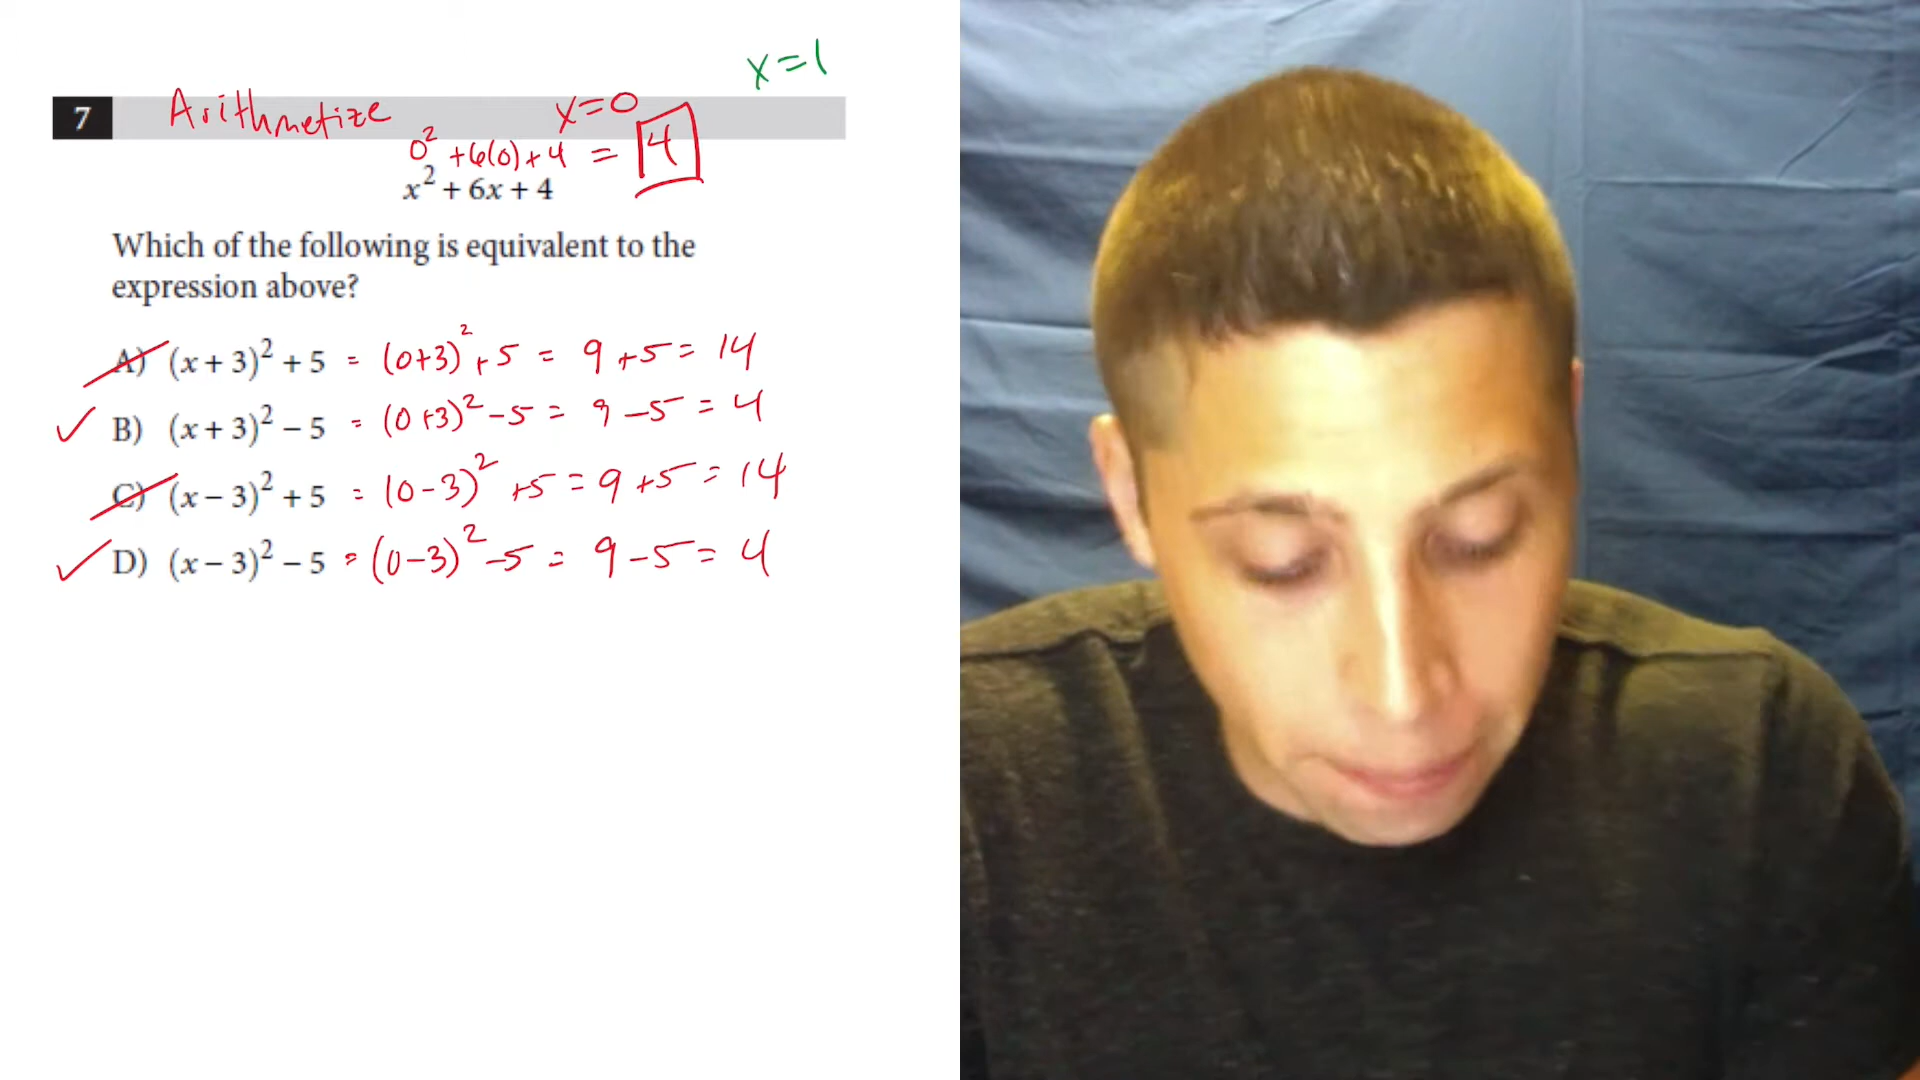 x=1
7 Arithmetize x=0
0² +6(0)+4 = 4
x² + 6x + 4
Which of the following is equivalent to the
expression above?
A) (x + 3)² + 5 = (0+3)² +5 = 9 +5 = 14
✓ B) (x + 3)² − 5 = (0+3)² −5 = 9 −5 = 4
C) (x − 3)² + 5 = (0−3)² +5 = 9 +5 = 14
✓ D) (x − 3)² − 5 = (0−3)² −5 = 9 −5 = 4